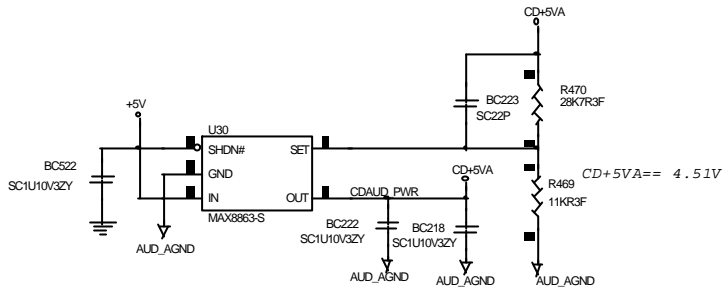 CD+5VA
R470
28K7R3F
BC223
SC22P
+5V
U30
SHDN#
SET
GND
IN
OUT
MAX8863-S
BC522
SC1U10V3ZY
AUD_AGND
CDAUD_PWR
CD+5VA
R469
11KR3F
CD+5VA== 4.51V
BC222
SC1U10V3ZY
BC218
SC1U10V3ZY
AUD_AGND
AUD_AGND
AUD_AGND